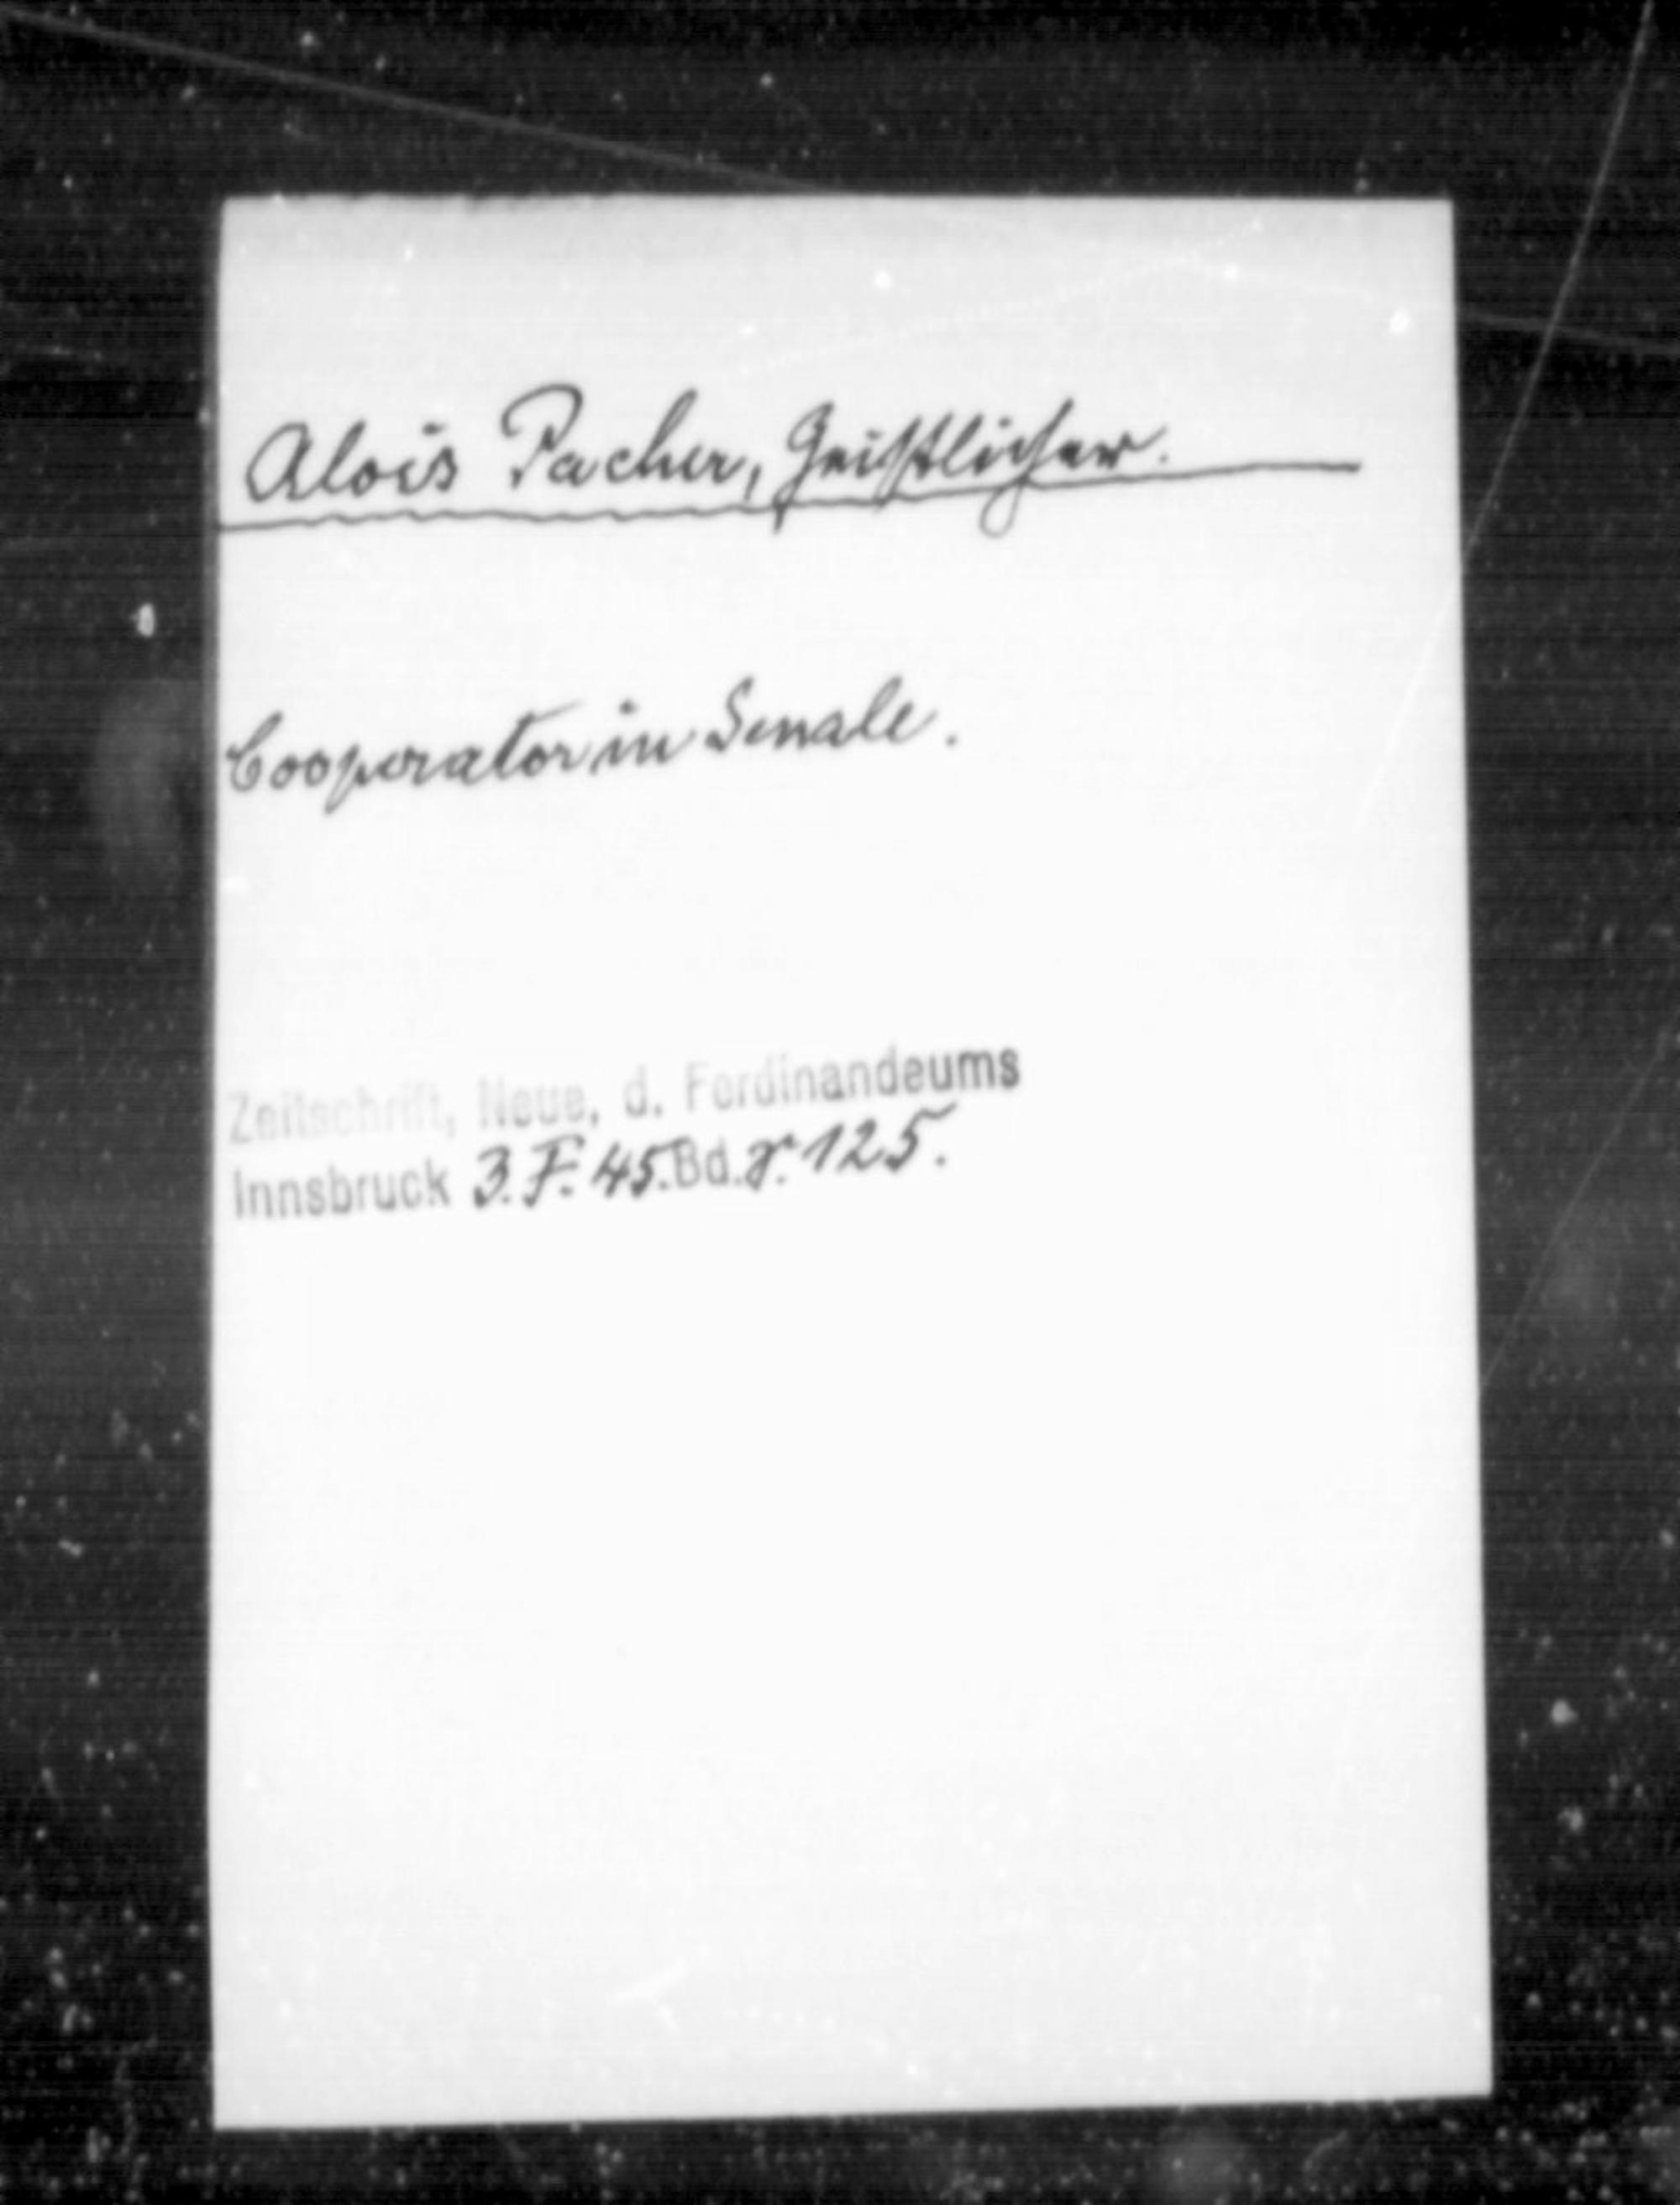 Alois Pacher, Geistlicher.
Cooperator in Senale.
Zeitschrift, Neue, d. Ferdinandeums
Innsbruck 3. F. 45. Bd. S. 125.